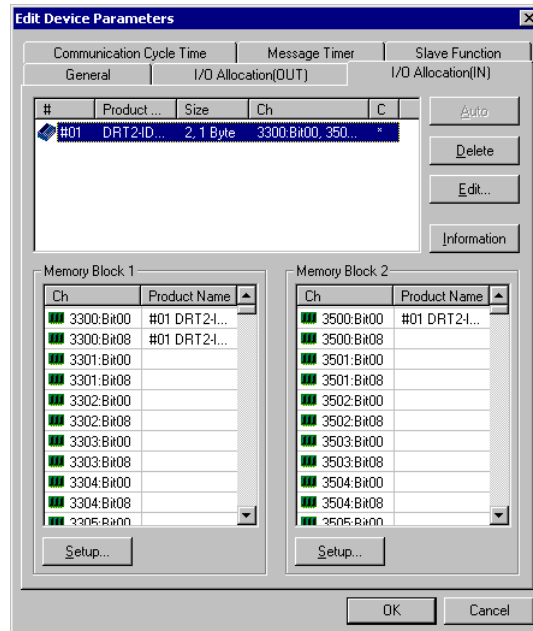 Edit Device Parameters
Communication Cycle Time Message Timer Slave Function
General I/O Allocation(OUT) I/O Allocation(IN)
# Product ... Size Ch C
#01 DRT2-ID... 2, 1 Byte 3300:Bit00, 350... *
Auto
Delete
Edit...
Information
Memory Block 1
Ch Product Name
3300:Bit00 #01 DRT2-I...
3300:Bit08 #01 DRT2-I...
3301:Bit00
3301:Bit08
3302:Bit00
3302:Bit08
3303:Bit00
3303:Bit08
3304:Bit00
3304:Bit08
3305:Bit00
Setup...
Memory Block 2
Ch Product Name
3500:Bit00 #01 DRT2-I...
3500:Bit08
3501:Bit00
3501:Bit08
3502:Bit00
3502:Bit08
3503:Bit00
3503:Bit08
3504:Bit00
3504:Bit08
3505:Bit00
Setup...
OK Cancel